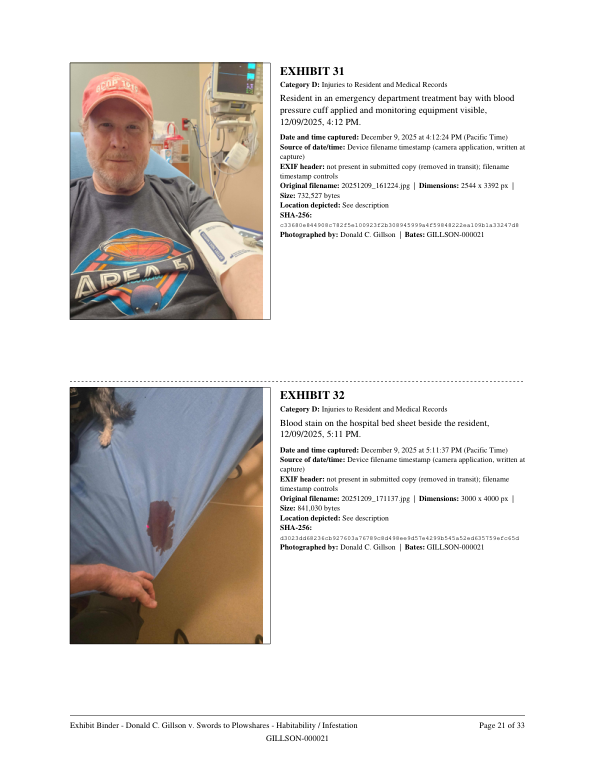 AREA 51
EXHIBIT 31
Category D: Injuries to Resident and Medical Records
Resident in an emergency department treatment bay with blood
pressure cuff applied and monitoring equipment visible,
12/09/2025, 4:12 PM.
Date and time captured: December 9, 2025 at 4:12:24 PM (Pacific Time)
Source of date/time: Device filename timestamp (camera application, written at
capture)
EXIF header: not present in submitted copy (removed in transit); filename
timestamp controls
Original filename: 20251209_161224.jpg | Dimensions: 2544 x 3392 px |
Size: 732,527 bytes
Location depicted: See description
SHA-256:
c33680e844908c782f5e100923f2b308945999a4f59848222ea109b1a33247d8
Photographed by: Donald C. Gillson | Bates: GILLSON-000021
EXHIBIT 32
Category D: Injuries to Resident and Medical Records
Blood stain on the hospital bed sheet beside the resident,
12/09/2025, 5:11 PM.
Date and time captured: December 9, 2025 at 5:11:37 PM (Pacific Time)
Source of date/time: Device filename timestamp (camera application, written at
capture)
EXIF header: not present in submitted copy (removed in transit); filename
timestamp controls
Original filename: 20251209_171137.jpg | Dimensions: 3000 x 4000 px |
Size: 841,030 bytes
Location depicted: See description
SHA-256:
d3023dd68236cb927603a76789c8d498ee9d57e4299b545a52ed635759efc65d
Photographed by: Donald C. Gillson | Bates: GILLSON-000021
Exhibit Binder - Donald C. Gillson v. Swords to Plowshares - Habitability / Infestation
Page 21 of 33
GILLSON-000021